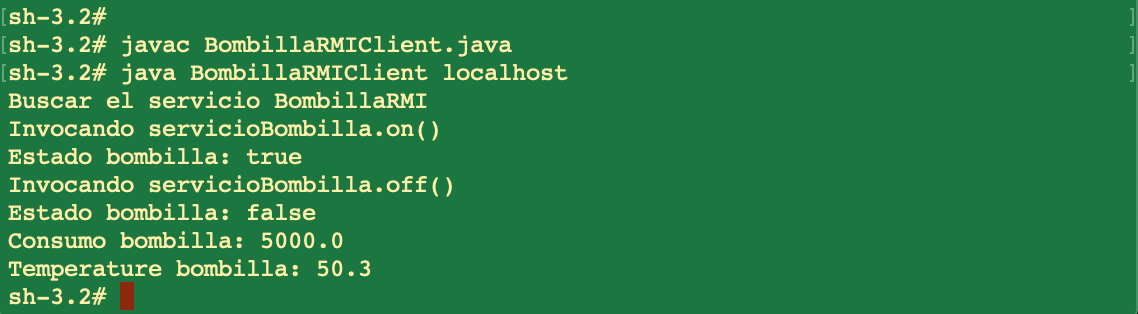 [sh-3.2# ]
[sh-3.2# javac BombillaRMIClient.java ]
[sh-3.2# java BombillaRMIClient localhost ]
Buscar el servicio BombillaRMI
Invocando servicioBombilla.on()
Estado bombilla: true
Invocando servicioBombilla.off()
Estado bombilla: false
Consumo bombilla: 5000.0
Temperature bombilla: 50.3
sh-3.2#